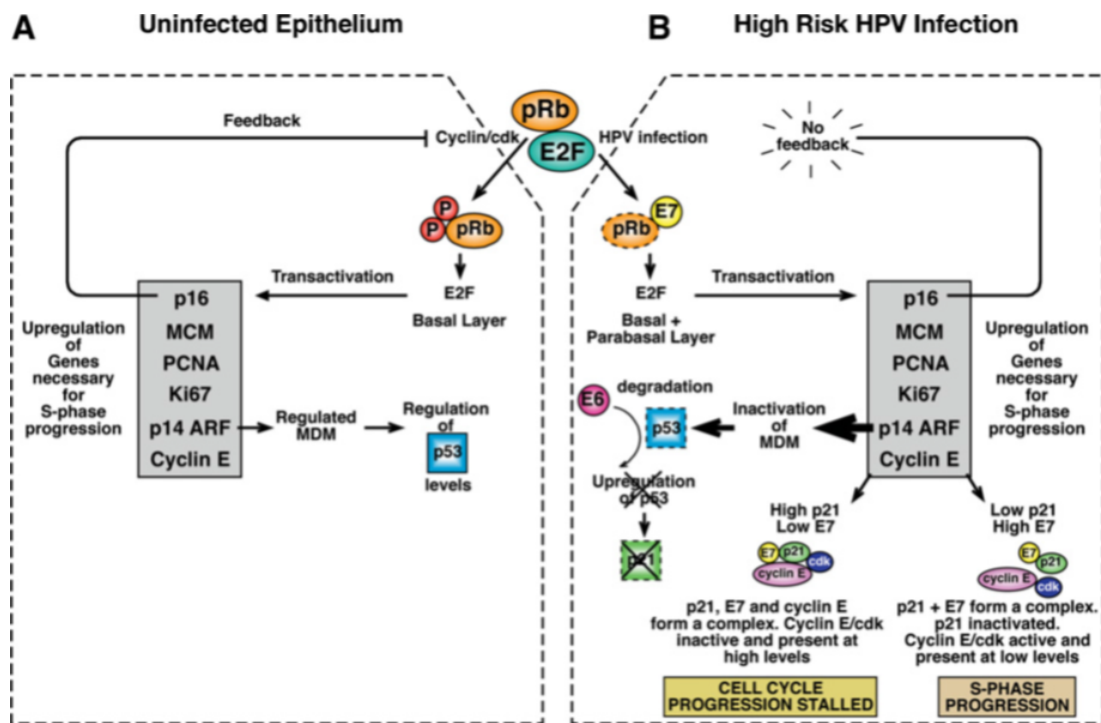 A
Uninfected Epithelium
B
High Risk HPV Infection
Feedback
Cyclin/cdk
pRb
E2F
HPV infection
No
feedback
P
P
pRb
E7
pRb
Transactivation
E2F
Basal Layer
E2F
Basal +
Parabasal Layer
Transactivation
Upregulation
of
Genes
necessary
for
S-phase
progression
p16
MCM
PCNA
Ki67
p14 ARF
Cyclin E
Regulated
MDM
Regulation
of
p53
levels
E6
degradation
p53
Inactivation
of
MDM
Upregulation
of p53
p21
p16
MCM
PCNA
Ki67
p14 ARF
Cyclin E
Upregulation
of
Genes
necessary
for
S-phase
progression
High p21
Low E7
E7
p21
cdk
cyclin E
p21, E7 and cyclin E
form a complex. Cyclin E/cdk
inactive and present at
high levels
CELL CYCLE
PROGRESSION STALLED
Low p21
High E7
E7
p21
cyclin E
cdk
p21 + E7 form a complex.
p21 inactivated.
Cyclin E/cdk active and
present at low levels
S-PHASE
PROGRESSION